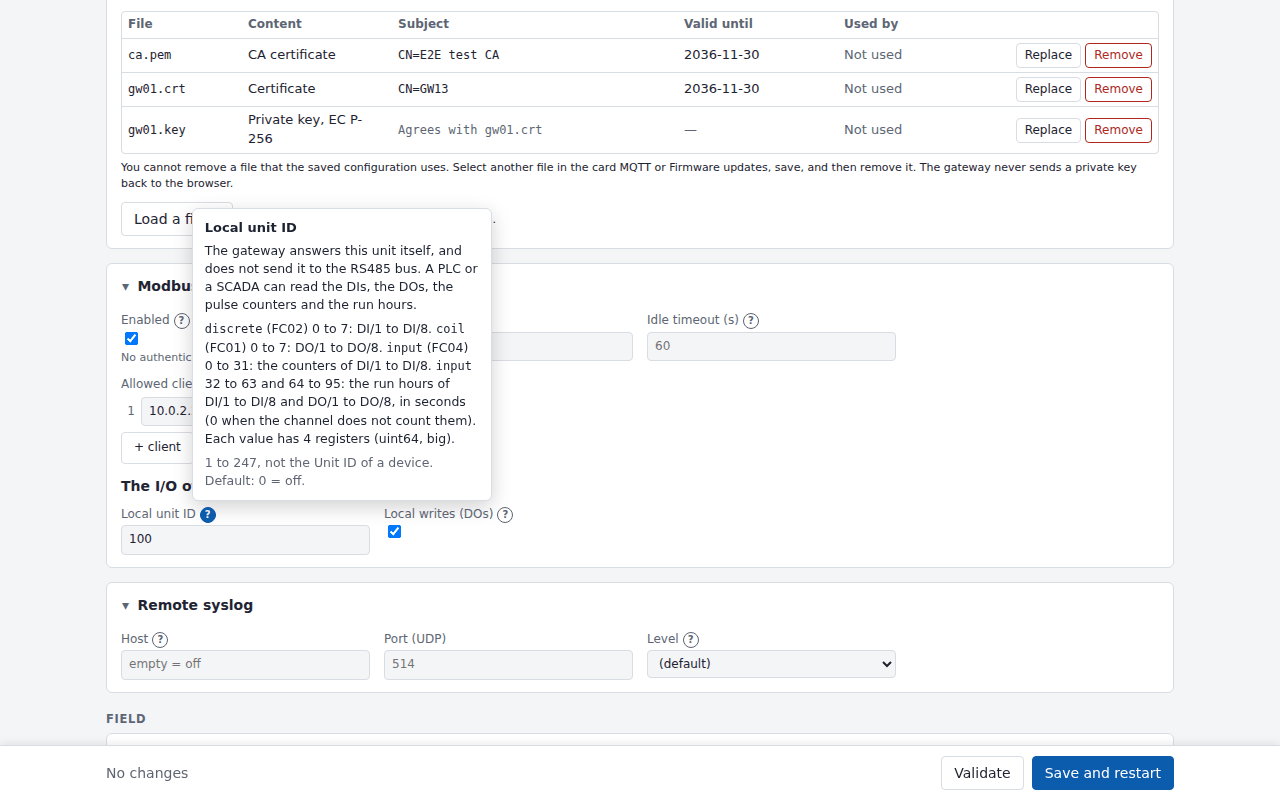 File Content Subject Valid until Used by
ca.pem CA certificate CN=E2E test CA 2036-11-30 Not used Replace Remove
gw01.crt Certificate CN=GW13 2036-11-30 Not used Replace Remove
gw01.key Private key, EC P-256 Agrees with gw01.crt — Not used Replace Remove
You cannot remove a file that the saved configuration uses. Select another file in the card MQTT or Firmware updates, save, and then remove it. The gateway never sends a private key
back to the browser.
Load a
Local unit ID
The gateway answers this unit itself, and
does not send it to the RS485 bus. A PLC or
a SCADA can read the DIs, the DOs, the
pulse counters and the run hours.
discrete (FC02) 0 to 7: DI/1 to DI/8. coil
(FC01) 0 to 7: DO/1 to DO/8. input (FC04)
0 to 31: the counters of DI/1 to DI/8. input
32 to 63 and 64 to 95: the run hours of
DI/1 to DI/8 and DO/1 to DO/8, in seconds
(0 when the channel does not count them).
Each value has 4 registers (uint64, big).
1 to 247, not the Unit ID of a device.
Default: 0 = off.
▼ Modbu
Enabled ? Idle timeout (s) ?
60
No authentic
Allowed clie
1 10.0.2.
+ client
The I/O o
Local unit ID ? Local writes (DOs) ?
100
▼ Remote syslog
Host ? Port (UDP) Level ?
empty = off 514 (default)
FIELD
No changes Validate Save and restart